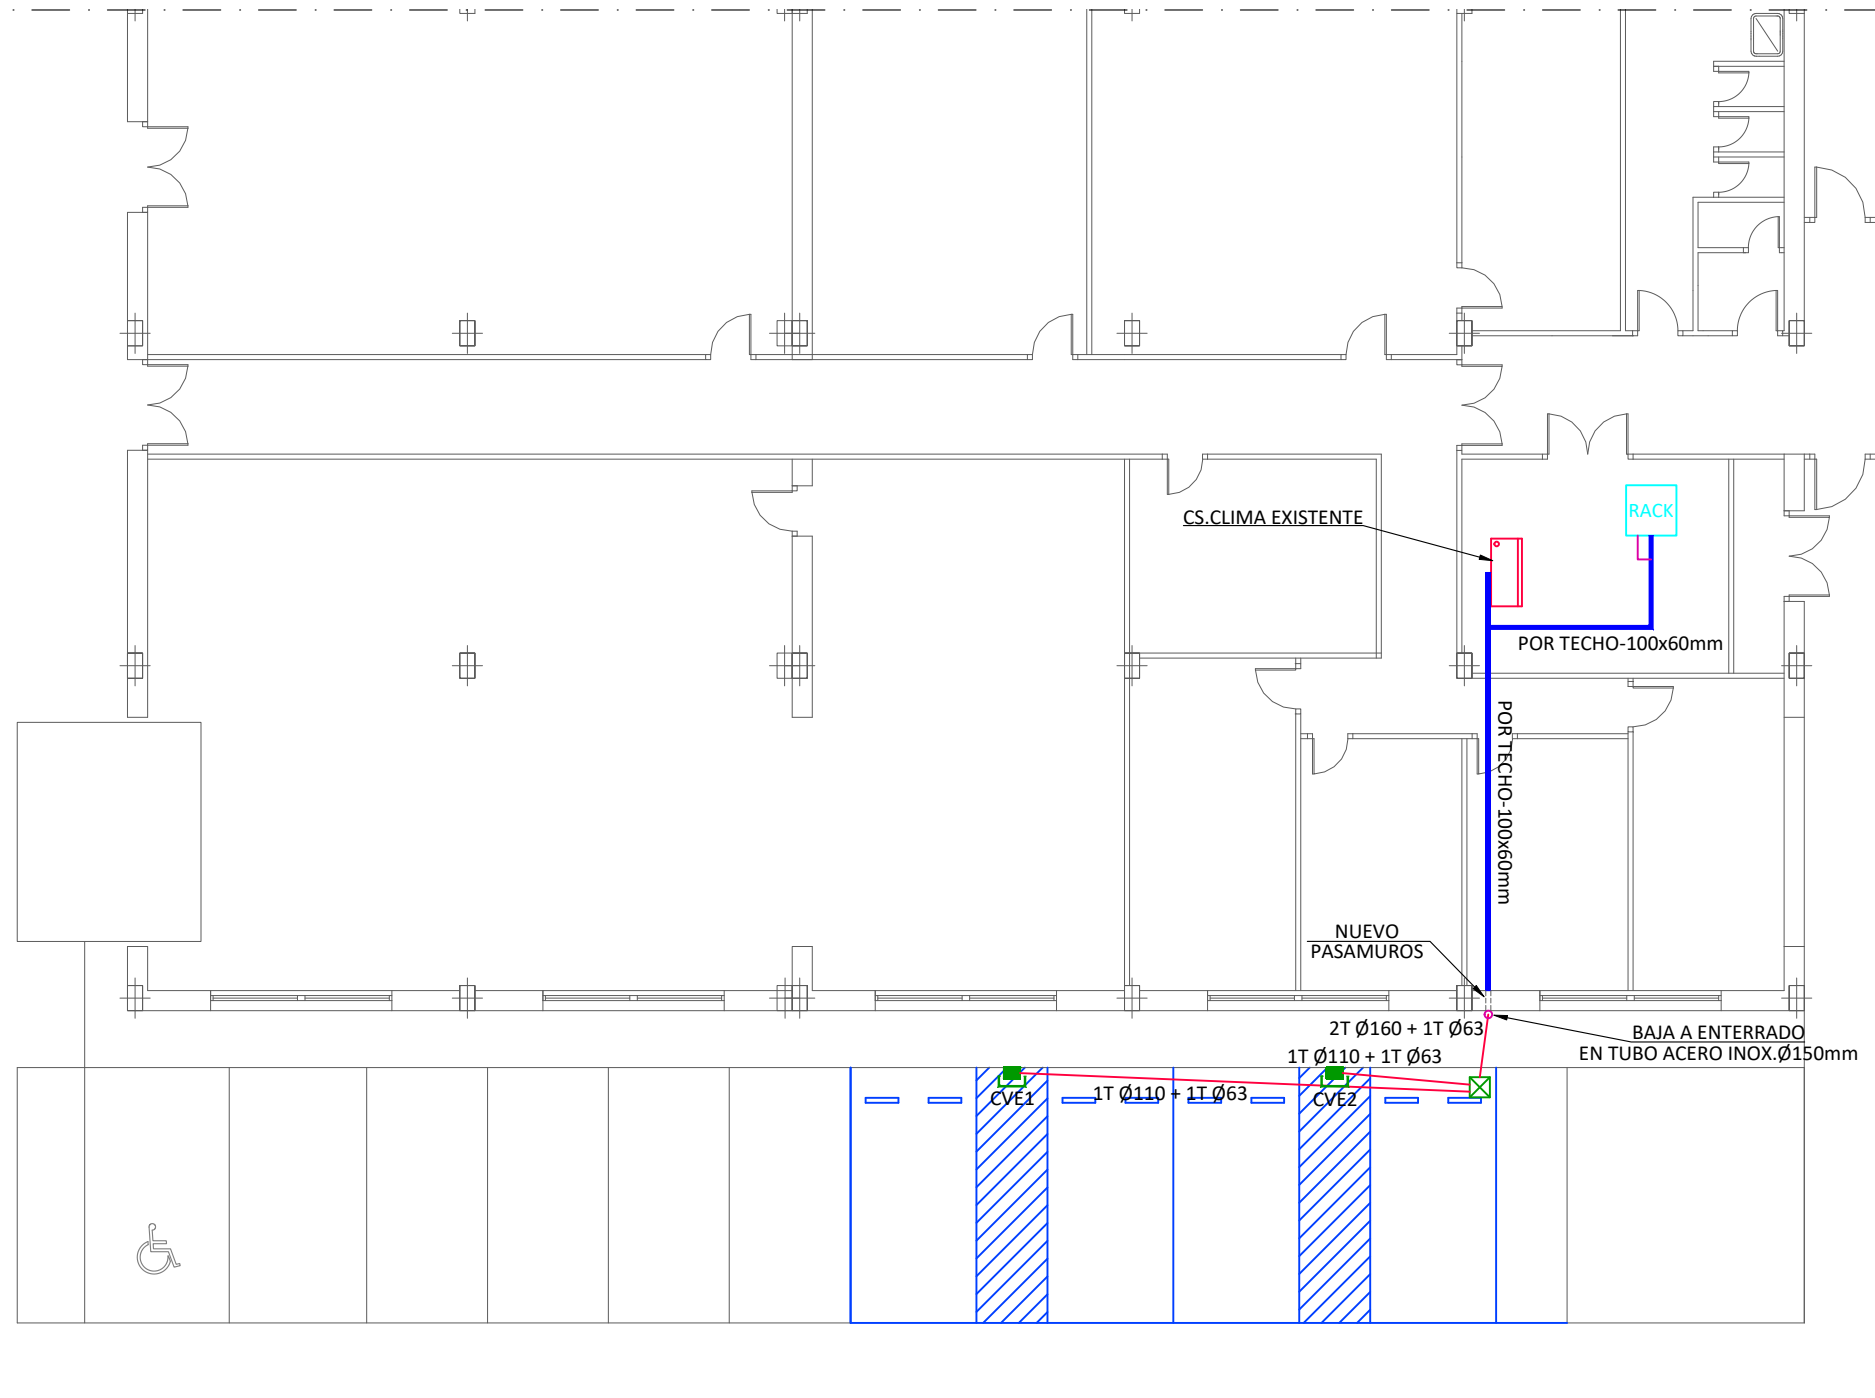 CS.CLIMA EXISTENTE
RACK
POR TECHO-100x60mm
POR TECHO-100x60mm
NUEVO
PASAMUROS
2T Ø160 + 1T Ø63
BAJA A ENTERRADO
EN TUBO ACERO INOX.Ø150mm
1T Ø110 + 1T Ø63
1T Ø110 + 1T Ø63
CVE1
CVE2